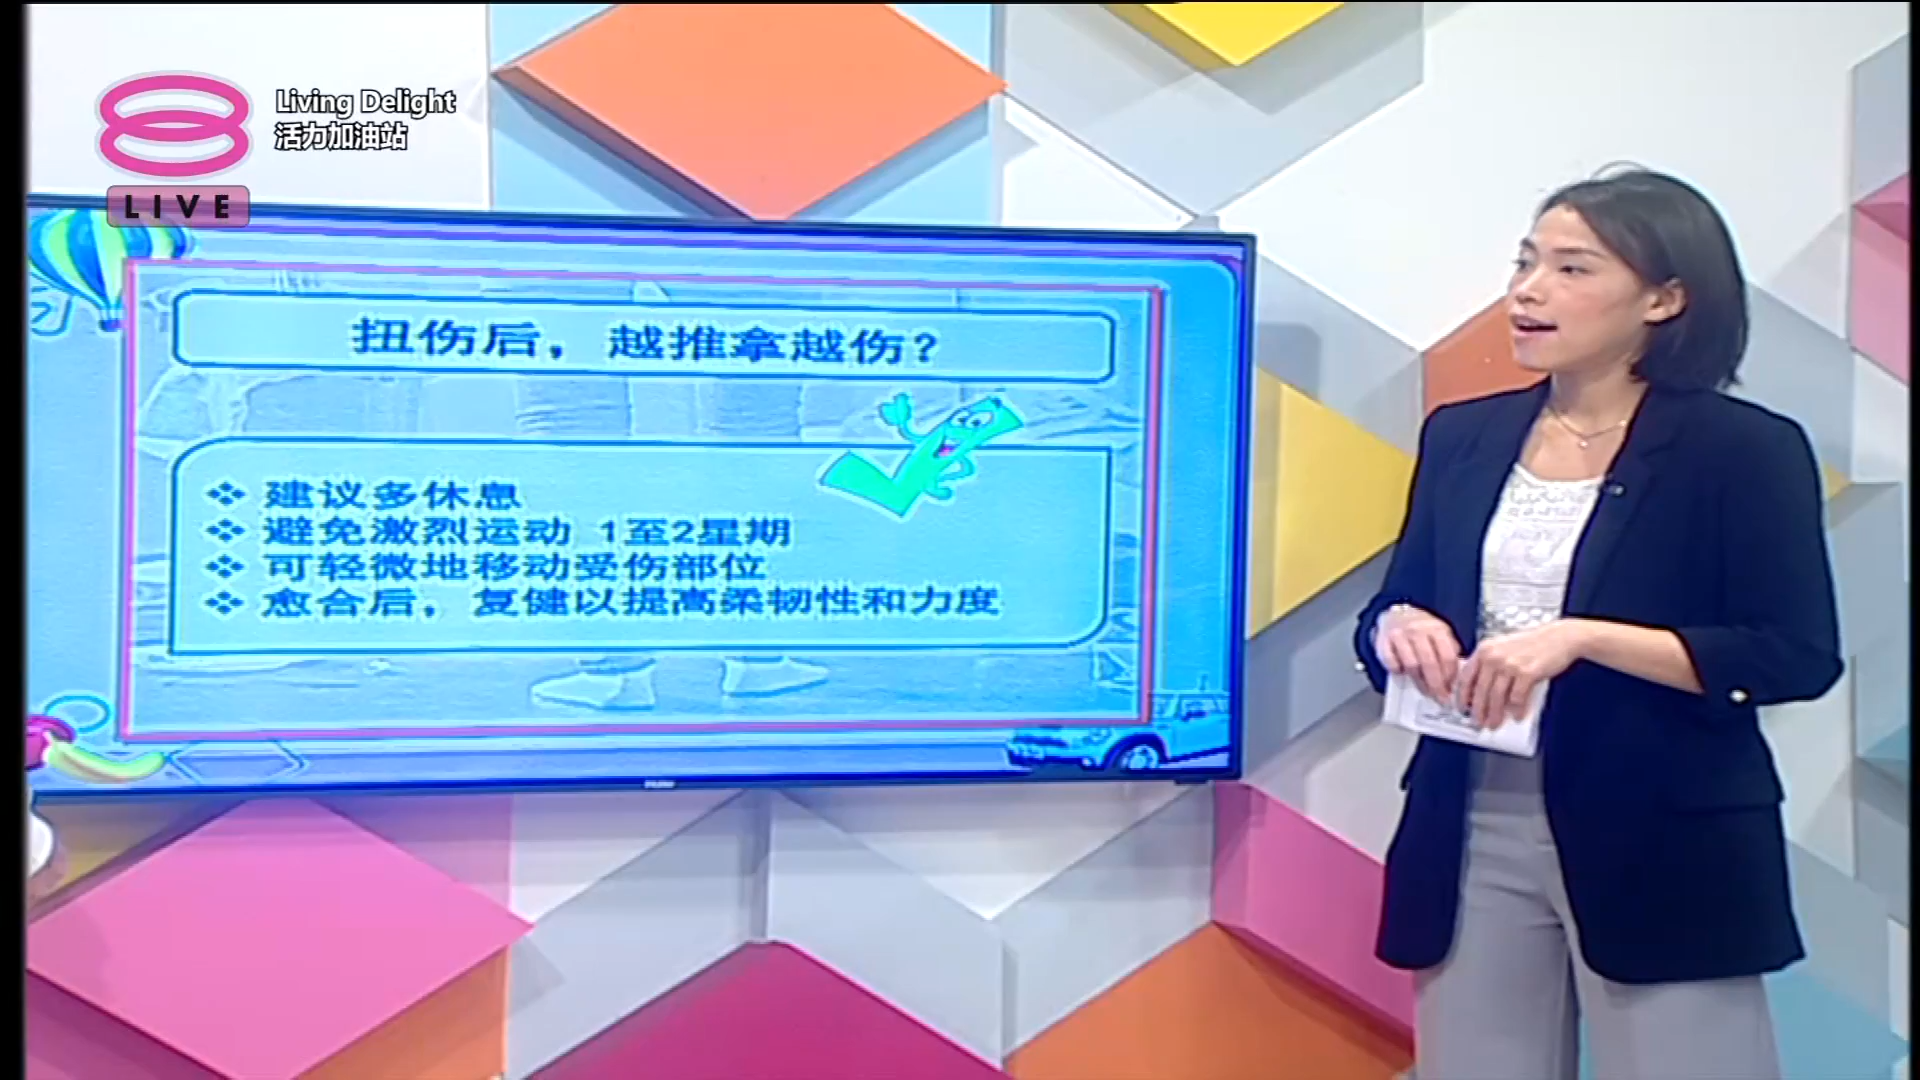 Living Delight
活力加油站
LIVE
扭伤后，越推拿越伤？
建议多休息
避免激烈运动 1至2星期
可轻微地移动受伤部位
愈合后，复健以提高柔韧性和力度